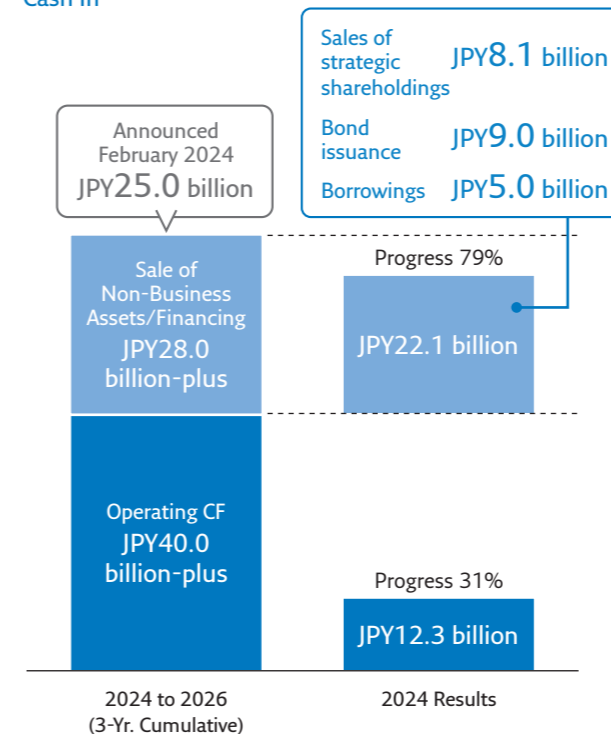 Cash In
Sales of
strategic
shareholdings
JPY8.1 billion
Bond
issuance
JPY9.0 billion
Borrowings JPY5.0 billion
Announced
February 2024
JPY25.0 billion
Sale of
Non-Business
Assets/Financing
JPY28.0
billion-plus
Progress 79%
JPY22.1 billion
Operating CF
JPY40.0
billion-plus
Progress 31%
JPY12.3 billion
2024 to 2026
(3-Yr. Cumulative)
2024 Results